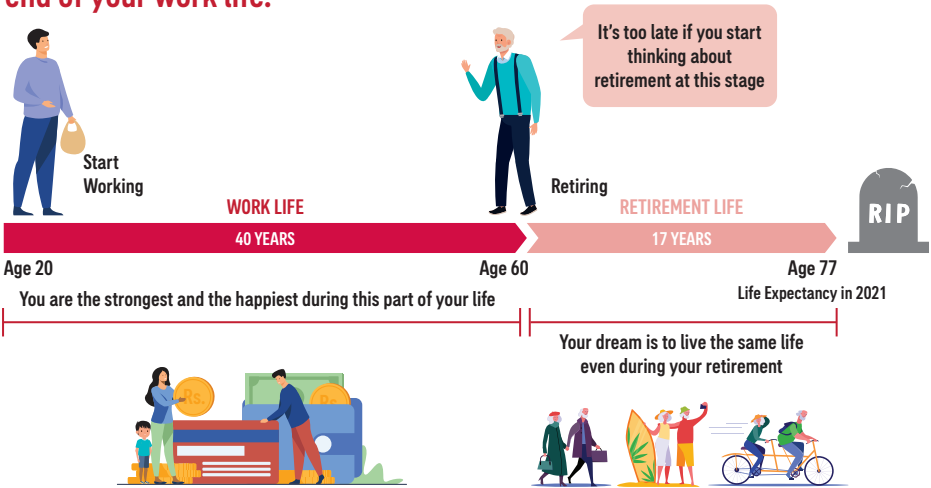 end of your work life.
It's too late if you start
thinking about
retirement at this stage
Start
Working
Retiring
WORK LIFE
RETIREMENT LIFE
RIP
40 YEARS
17 YEARS
Age 20
Age 60
Age 77
You are the strongest and the happiest during this part of your life
Life Expectancy in 2021
Your dream is to live the same life
even during your retirement
Rs.
Rs.